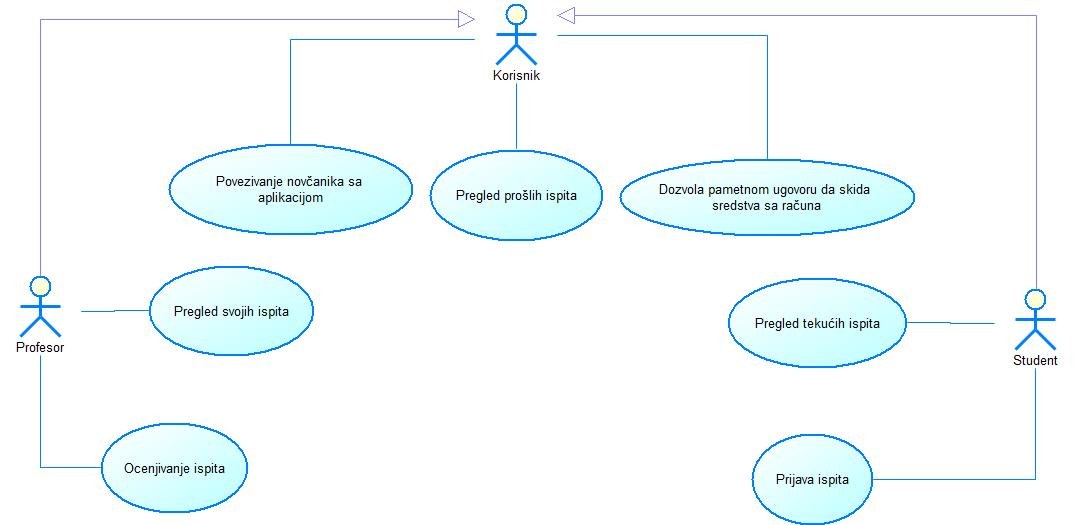 Korisnik
Povezivanje novčanika sa
aplikacijom
Pregled prošlih ispita
Dozvola pametnom ugovoru da skida
sredstva sa računa
Profesor
Pregled svojih ispita
Pregled tekućih ispita
Student
Ocenjivanje ispita
Prijava ispita